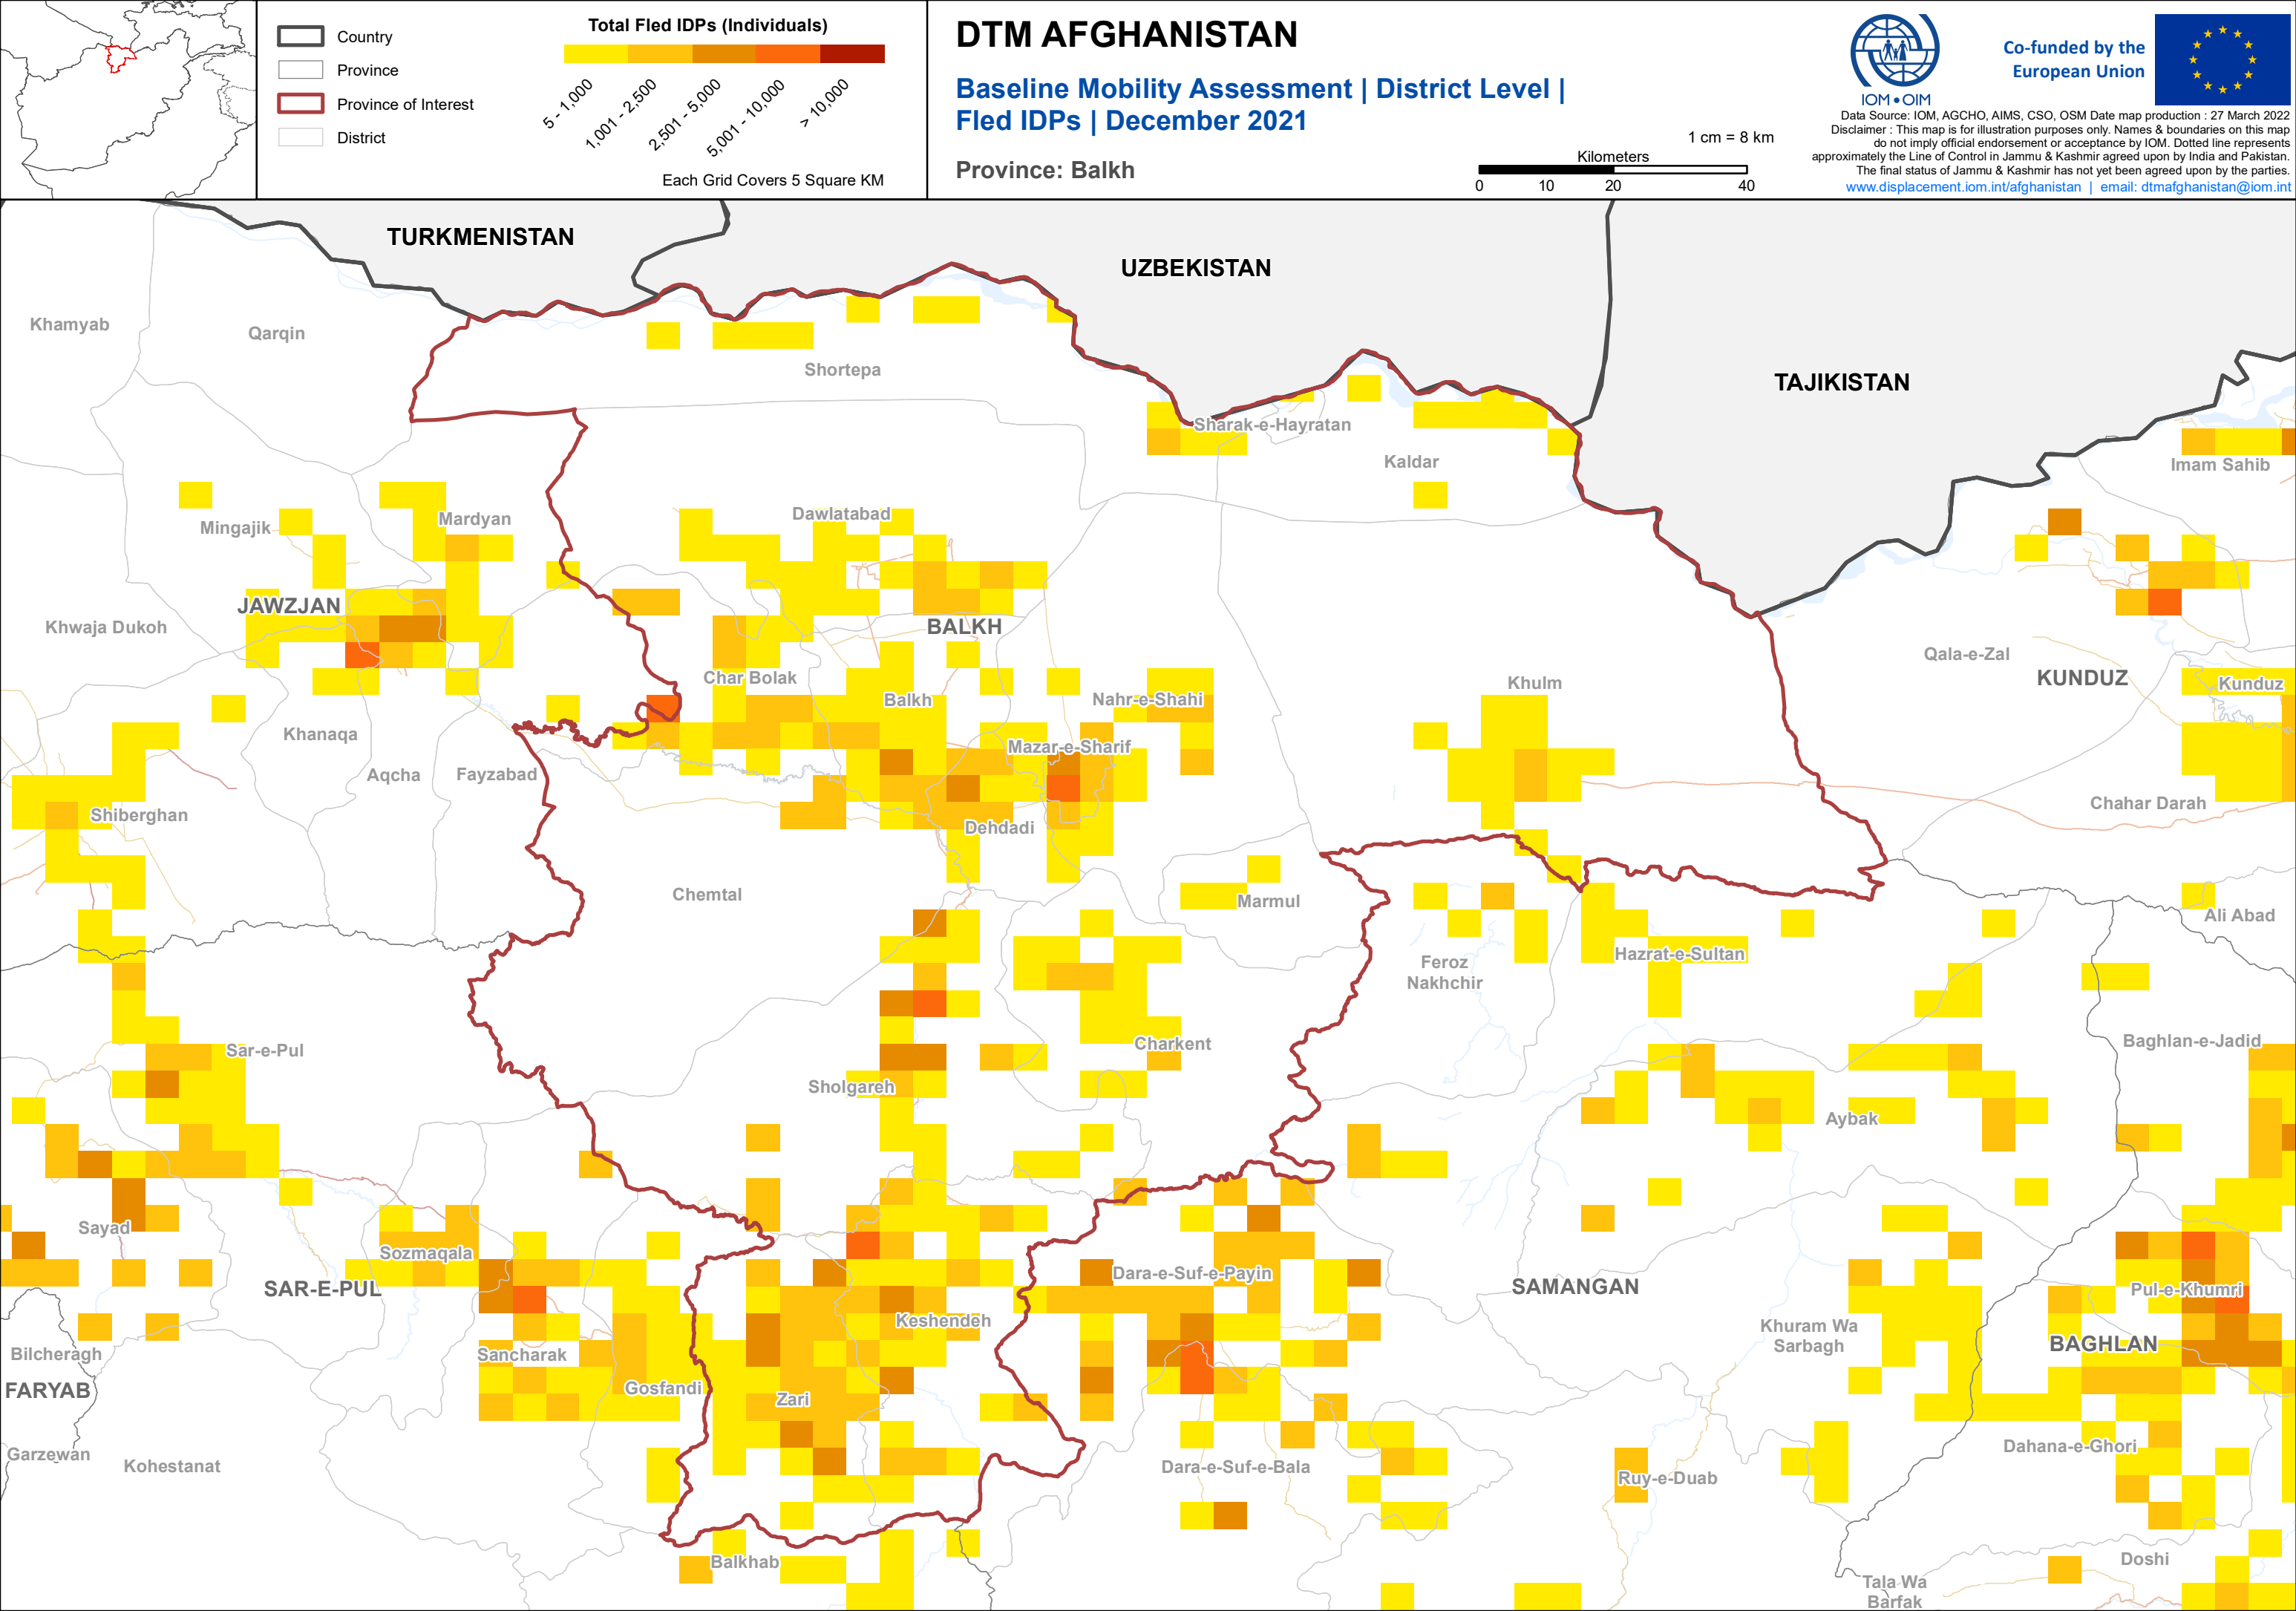 Country
Province
Province of Interest
District
Total Fled IDPs (Individuals)
5 - 1,000
1,001 - 2,500
2,501 - 5,000
5,001 - 10,000
> 10,000
Each Grid Covers 5 Square KM
DTM AFGHANISTAN
Baseline Mobility Assessment | District Level |
Fled IDPs | December 2021
Province: Balkh
1 cm = 8 km
Kilometers
0 10 20 40
IOM • OIM
Co-funded by the
European Union
Data Source: IOM, AGCHO, AIMS, CSO, OSM Date map production : 27 March 2022
Disclaimer : This map is for illustration purposes only. Names & boundaries on this map
do not imply official endorsement or acceptance by IOM. Dotted line represents
approximately the Line of Control in Jammu & Kashmir agreed upon by India and Pakistan.
The final status of Jammu & Kashmir has not yet been agreed upon by the parties.
www.displacement.iom.int/afghanistan | email: dtmafghanistan@iom.int
TURKMENISTAN
UZBEKISTAN
Khamyab
Qarqin
Shortepa
TAJIKISTAN
Sharak-e-Hayratan
Kaldar
Imam Sahib
Mingajik
Mardyan
Dawlatabad
JAWZJAN
Khwaja Dukoh
BALKH
Qala-e-Zal
KUNDUZ
Kunduz
Char Bolak
Balkh
Nahr-e-Shahi
Khulm
Khanaqa
Mazar-e-Sharif
Aqcha
Fayzabad
Shiberghan
Chahar Darah
Dehdadi
Chemtal
Marmul
Ali Abad
Hazrat-e-Sultan
Feroz
Nakhchir
Sar-e-Pul
Charkent
Baghlan-e-Jadid
Sholgareh
Aybak
Sayad
Sozmaqala
SAR-E-PUL
Dara-e-Suf-e-Payin
SAMANGAN
Pul-e-Khumri
Keshendeh
Khuram Wa
Sarbagh
BAGHLAN
Bilcheragh
Sancharak
FARYAB
Gosfandi
Zari
Garzewan
Kohestanat
Dara-e-Suf-e-Bala
Ruy-e-Duab
Dahana-e-Ghori
Balkhab
Doshi
Tala Wa
Barfak